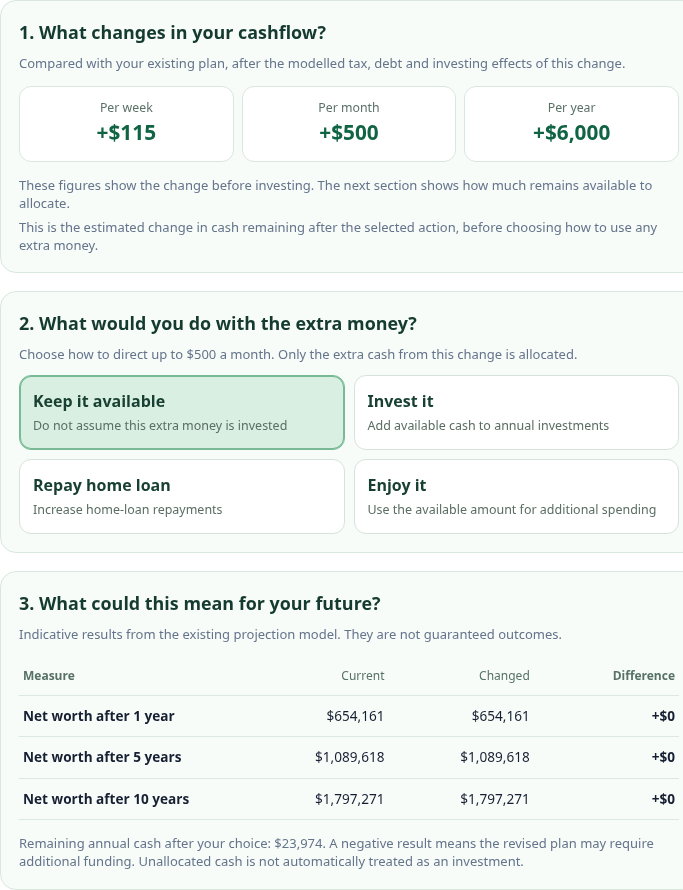 1. What changes in your cashflow?
Compared with your existing plan, after the modelled tax, debt and investing effects of this change.
Per week
+$115
Per month
+$500
Per year
+$6,000
These figures show the change before investing. The next section shows how much remains available to
allocate.
This is the estimated change in cash remaining after the selected action, before choosing how to use any
extra money.
2. What would you do with the extra money?
Choose how to direct up to $500 a month. Only the extra cash from this change is allocated.
Keep it available
Do not assume this extra money is invested
Invest it
Add available cash to annual investments
Repay home loan
Increase home-loan repayments
Enjoy it
Use the available amount for additional spending
3. What could this mean for your future?
Indicative results from the existing projection model. They are not guaranteed outcomes.
Measure Current Changed Difference
Net worth after 1 year $654,161 $654,161 +$0
Net worth after 5 years $1,089,618 $1,089,618 +$0
Net worth after 10 years $1,797,271 $1,797,271 +$0
Remaining annual cash after your choice: $23,974. A negative result means the revised plan may require
additional funding. Unallocated cash is not automatically treated as an investment.